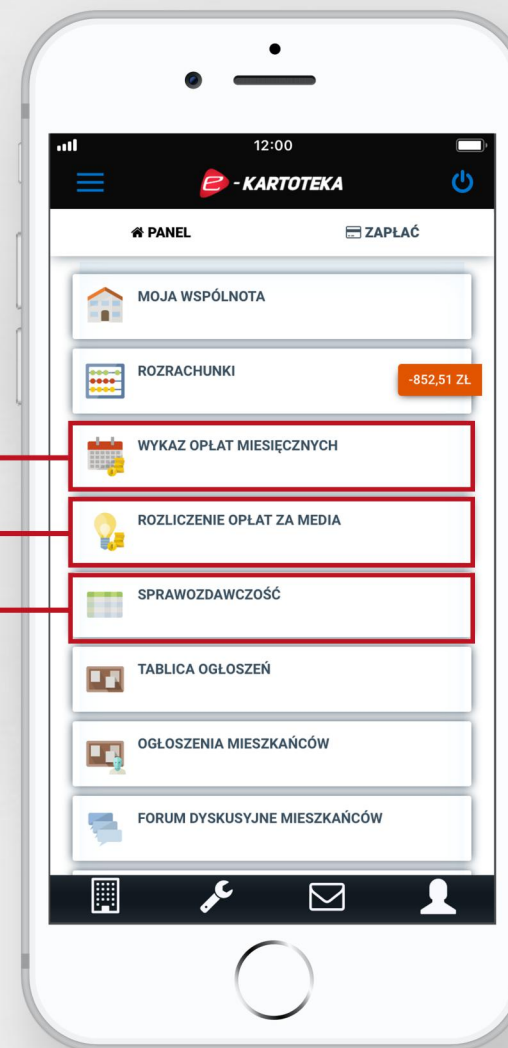 12:00
e - KARTOTEKA
PANEL
ZAPŁAĆ
MOJA WSPÓLNOTA
ROZRACHUNKI
-852,51 ZŁ
WYKAZ OPŁAT MIESIĘCZNYCH
ROZLICZENIE OPŁAT ZA MEDIA
SPRAWOZDAWCZOŚĆ
TABLICA OGŁOSZEŃ
OGŁOSZENIA MIESZKAŃCÓW
FORUM DYSKUSYJNE MIESZKAŃCÓW